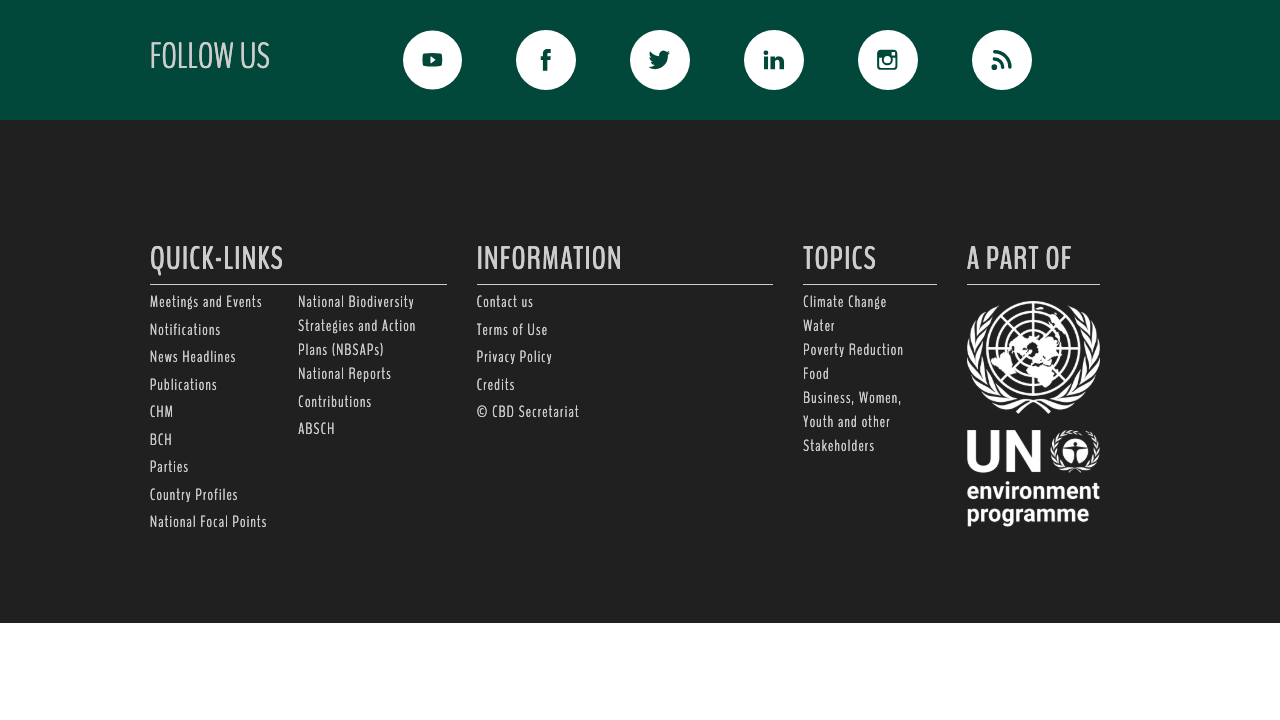 FOLLOW US
QUICK-LINKS
Meetings and Events
Notifications
News Headlines
Publications
CHM
BCH
Parties
Country Profiles
National Focal Points
National Biodiversity
Strategies and Action
Plans (NBSAPs)
National Reports
Contributions
ABSCH
INFORMATION
Contact us
Terms of Use
Privacy Policy
Credits
© CBD Secretariat
TOPICS
Climate Change
Water
Poverty Reduction
Food
Business, Women,
Youth and other
Stakeholders
A PART OF
UN
environment
programme